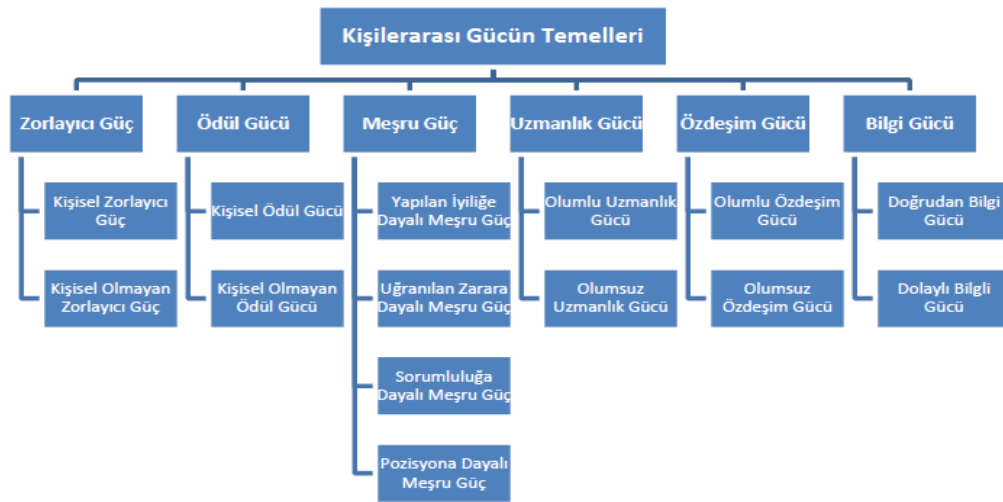 Kişilerarası Gücün Temelleri
Zorlayıcı Güç
Ödül Gücü
Meşru Güç
Uzmanlık Gücü
Özdeşim Gücü
Bilgi Gücü
Kişisel Zorlayıcı
Güç
Kişisel Olmayan
Zorlayıcı Güç
Kişisel Ödül Gücü
Kişisel Olmayan
Ödül Gücü
Yapılan İyiliğe
Dayalı Meşru Güç
Uğranılan Zarara
Dayalı Meşru Güç
Sorumluluğa
Dayalı Meşru Güç
Pozisyona Dayalı
Meşru Güç
Olumlu Uzmanlık
Gücü
Olumsuz
Uzmanlık Gücü
Olumlu Özdeşim
Gücü
Olumsuz
Özdeşim Gücü
Doğrudan Bilgi
Gücü
Dolaylı Bilgli
Gücü